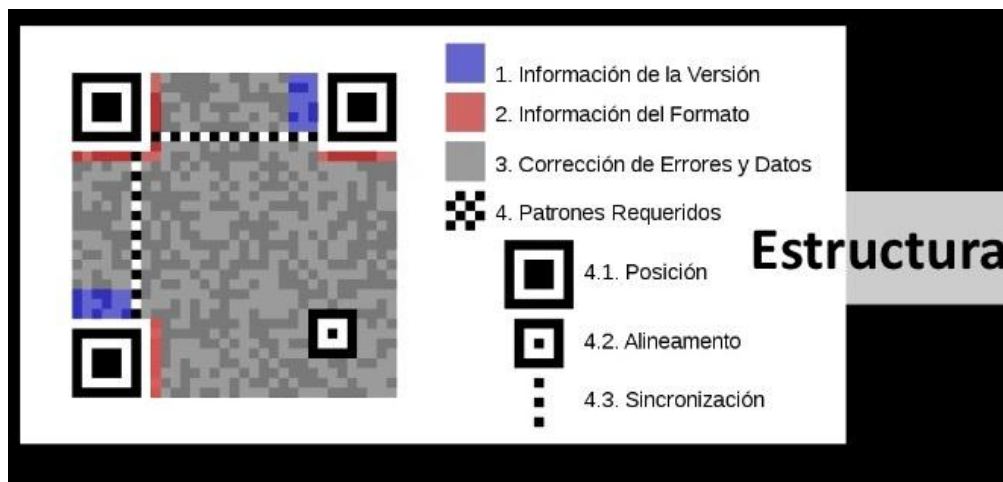 1. Información de la Versión
2. Información del Formato
3. Corrección de Errores y Datos
4. Patrones Requeridos
Estructura
4.1. Posición
4.2. Alineamento
4.3. Sincronización